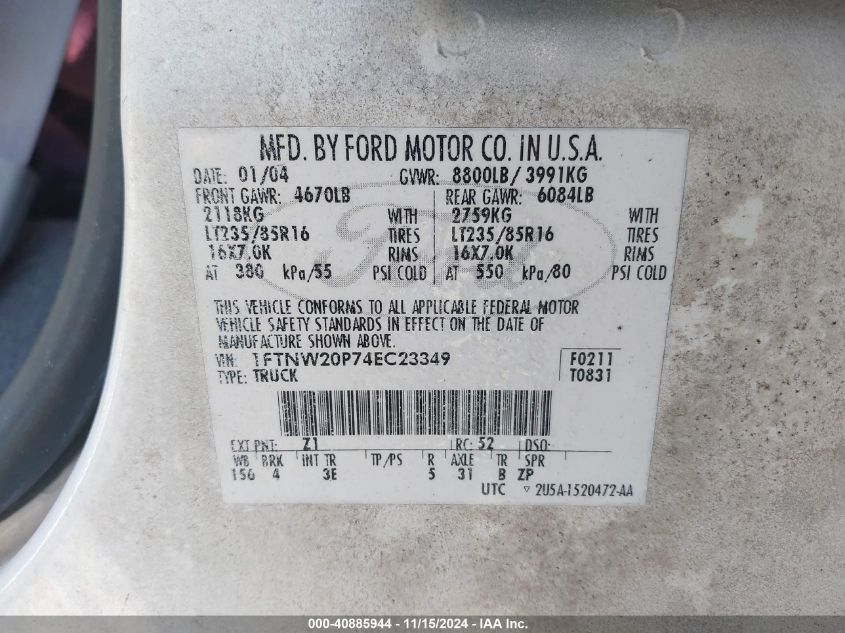 MFD. BY FORD MOTOR CO. IN U.S.A.
DATE: 01/04 GVWR: 8800LB/ 3991KG
FRONT GAWR: 4670LB REAR GAWR: 6084LB
2118KG WITH 2759KG WITH
LT235/85R16 TIRES LT235/85R16 TIRES
16X7.0K RIMS 16X7.0K RIMS
AT 380 kPa/55 PSI COLD AT 550 kPa/80 PSI COLD
Ford
THIS VEHICLE CONFORMS TO ALL APPLICABLE FEDERAL MOTOR
VEHICLE SAFETY STANDARDS IN EFFECT ON THE DATE OF
MANUFACTURE SHOWN ABOVE.
VIN: 1FTNW20P74EC23349 F0211
TYPE: TRUCK T0831
EXT PNT: Z1 RC: 52 DSO:
WB BRK INT TR TP/PS R AXLE TR SPR
156 4 3E 5 31 B ZP
UTC ▽ 2U5A-1520472-AA
000-40885944 - 11/15/2024 - IAA Inc.